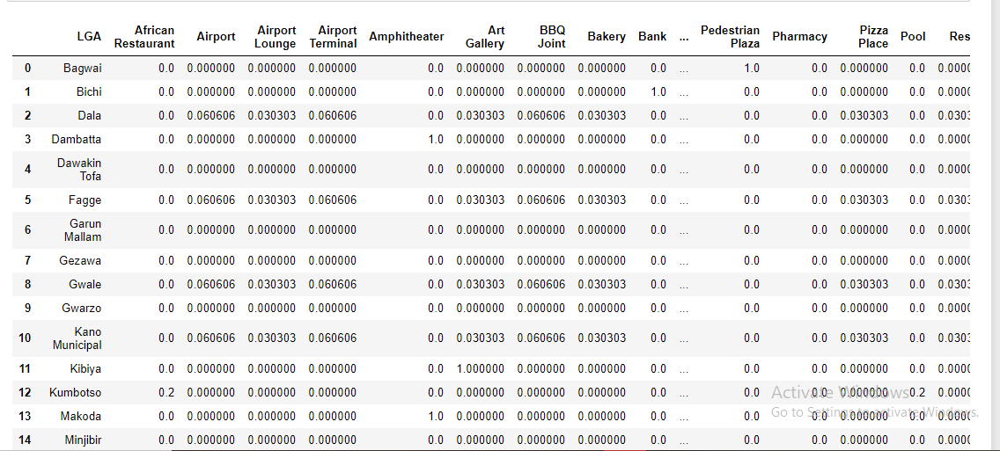 LGA African Restaurant Airport Airport Lounge Airport Terminal Amphitheater Art Gallery BBQ Joint Bakery Bank ... Pedestrian Plaza Pharmacy Pizza Place Pool Res
0 Bagwai 0.0 0.000000 0.000000 0.000000 0.0 0.000000 0.000000 0.000000 0.0 ... 1.0 0.0 0.000000 0.0 0.000
1 Bichi 0.0 0.000000 0.000000 0.000000 0.0 0.000000 0.000000 0.000000 1.0 ... 0.0 0.0 0.000000 0.0 0.000
2 Dala 0.0 0.060606 0.030303 0.060606 0.0 0.030303 0.060606 0.030303 0.0 ... 0.0 0.0 0.030303 0.0 0.030
3 Dambatta 0.0 0.000000 0.000000 0.000000 1.0 0.000000 0.000000 0.000000 0.0 ... 0.0 0.0 0.000000 0.0 0.000
4 Dawakin Tofa 0.0 0.000000 0.000000 0.000000 0.0 0.000000 0.000000 0.000000 0.0 ... 0.0 0.0 0.000000 0.0 0.000
5 Fagge 0.0 0.060606 0.030303 0.060606 0.0 0.030303 0.060606 0.030303 0.0 ... 0.0 0.0 0.030303 0.0 0.030
6 Garun Mallam 0.0 0.000000 0.000000 0.000000 0.0 0.000000 0.000000 0.000000 0.0 ... 0.0 0.0 0.000000 0.0 0.000
7 Gezawa 0.0 0.000000 0.000000 0.000000 0.0 0.000000 0.000000 0.000000 0.0 ... 0.0 0.0 0.000000 0.0 0.000
8 Gwale 0.0 0.060606 0.030303 0.060606 0.0 0.030303 0.060606 0.030303 0.0 ... 0.0 0.0 0.030303 0.0 0.030
9 Gwarzo 0.0 0.000000 0.000000 0.000000 0.0 0.000000 0.000000 0.000000 0.0 ... 0.0 0.0 0.000000 0.0 0.000
10 Kano Municipal 0.0 0.060606 0.030303 0.060606 0.0 0.030303 0.060606 0.030303 0.0 ... 0.0 0.0 0.030303 0.0 0.030
11 Kibiya 0.0 0.000000 0.000000 0.000000 0.0 1.000000 0.000000 0.000000 0.0 ... 0.0 0.0 0.000000 0.0 0.000
12 Kumbotso 0.2 0.000000 0.000000 0.000000 0.0 0.000000 0.000000 0.000000 0.0 ... 0.0 0.0 0.000000 0.2 0.000
13 Makoda 0.0 0.000000 0.000000 0.000000 1.0 0.000000 0.000000 0.000000 0.0 ... 0.0 0.0 0.000000 0.0 0.000
14 Minjibir 0.0 0.000000 0.000000 0.000000 0.0 0.000000 0.000000 0.000000 0.0 ... 0.0 0.0 0.000000 0.0 0.000
Activate Windows
Go to Settings to activate Windows.